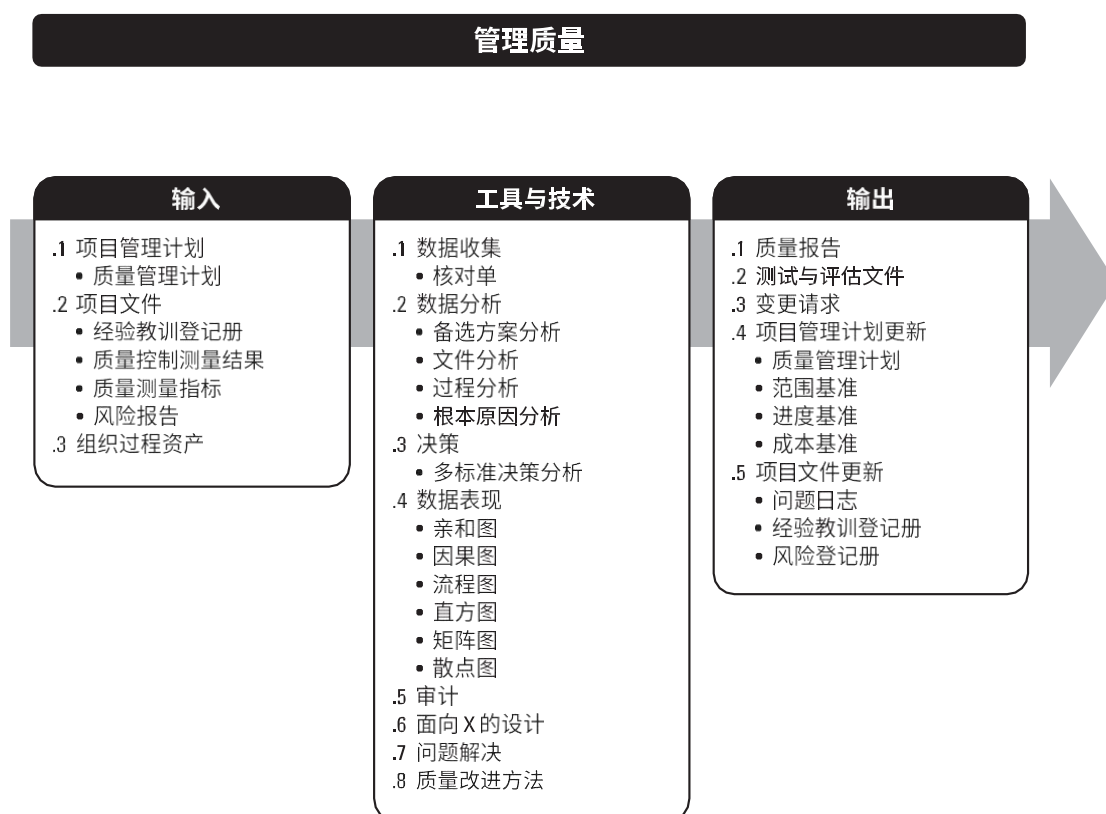 管理质量
输入
.1 项目管理计划
• 质量管理计划
.2 项目文件
• 经验教训登记册
• 质量控制测量结果
• 质量测量指标
• 风险报告
.3 组织过程资产
工具与技术
.1 数据收集
• 核对单
.2 数据分析
• 备选方案分析
• 文件分析
• 过程分析
• 根本原因分析
.3 决策
• 多标准决策分析
.4 数据表现
• 亲和图
• 因果图
• 流程图
• 直方图
• 矩阵图
• 散点图
.5 审计
.6 面向 X 的设计
.7 问题解决
.8 质量改进方法
输出
.1 质量报告
.2 测试与评估文件
.3 变更请求
.4 项目管理计划更新
• 质量管理计划
• 范围基准
• 进度基准
• 成本基准
.5 项目文件更新
• 问题日志
• 经验教训登记册
• 风险登记册